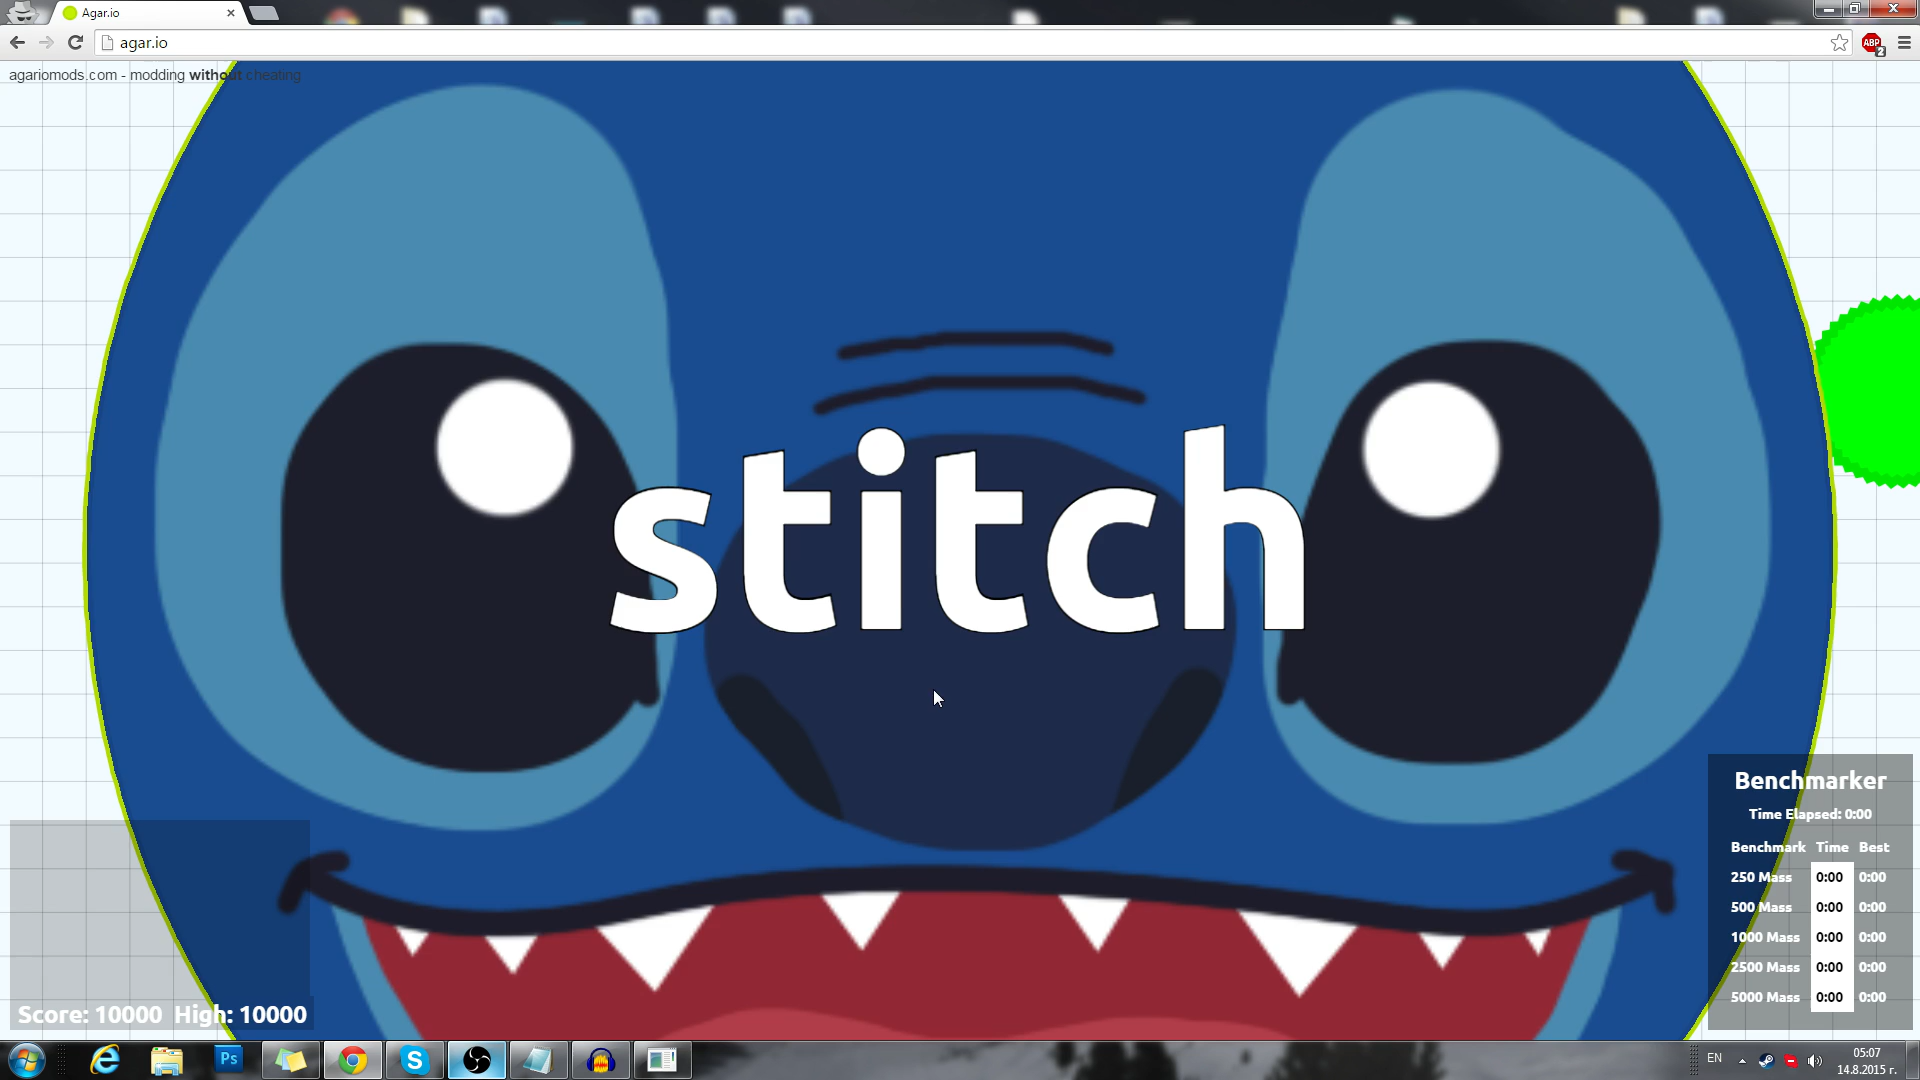 Agar.io
agar.io
ABP
2
agariomods.com - modding without cheating
stitch
Benchmarker
Time Elapsed: 0:00
Benchmark Time Best
250 Mass 0:00 0:00
500 Mass 0:00 0:00
1000 Mass 0:00 0:00
2500 Mass 0:00 0:00
5000 Mass 0:00 0:00
Score: 10000 High: 10000
Ps
EN
05:07
14.8.2015 г.